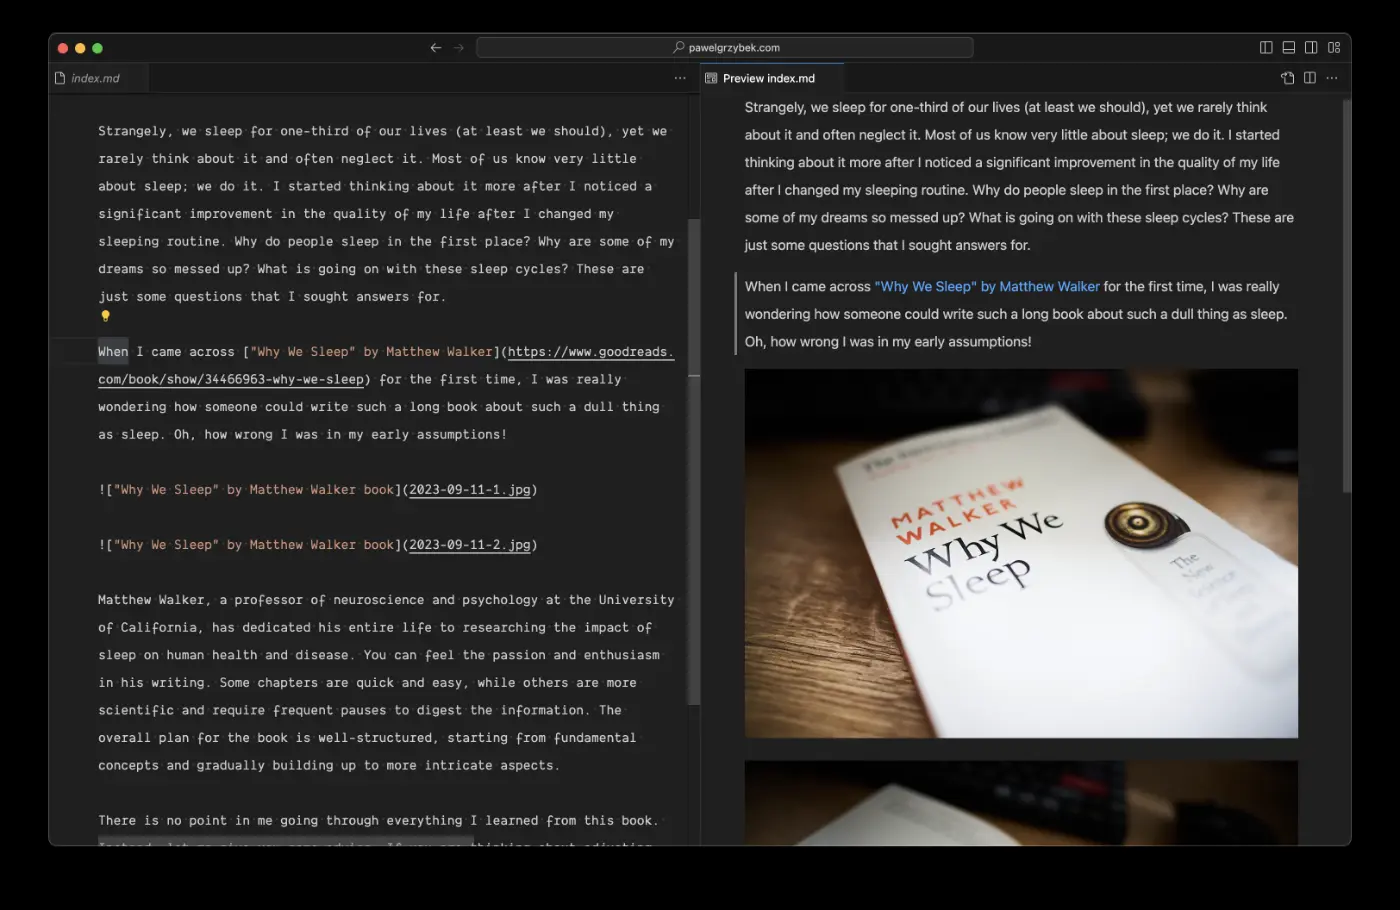 pawelgrzybek.com
index.md
Strangely, we sleep for one-third of our lives (at least we should), yet we
rarely think about it and often neglect it. Most of us know very little
about sleep; we do it. I started thinking about it more after I noticed a
significant improvement in the quality of my life after I changed my
sleeping routine. Why do people sleep in the first place? Why are some of my
dreams so messed up? What is going on with these sleep cycles? These are
just some questions that I sought answers for.
When I came across ["Why We Sleep" by Matthew Walker](https://www.goodreads.
com/book/show/34466963-why-we-sleep) for the first time, I was really
wondering how someone could write such a long book about such a dull thing
as sleep. Oh, how wrong I was in my early assumptions!
!["Why We Sleep" by Matthew Walker book](2023-09-11-1.jpg)
!["Why We Sleep" by Matthew Walker book](2023-09-11-2.jpg)
Matthew Walker, a professor of neuroscience and psychology at the University
of California, has dedicated his entire life to researching the impact of
sleep on human health and disease. You can feel the passion and enthusiasm
in his writing. Some chapters are quick and easy, while others are more
scientific and require frequent pauses to digest the information. The
overall plan for the book is well-structured, starting from fundamental
concepts and gradually building up to more intricate aspects.
There is no point in me going through everything I learned from this book.
Preview index.md
Strangely, we sleep for one-third of our lives (at least we should), yet we rarely think
about it and often neglect it. Most of us know very little about sleep; we do it. I started
thinking about it more after I noticed a significant improvement in the quality of my life
after I changed my sleeping routine. Why do people sleep in the first place? Why are
some of my dreams so messed up? What is going on with these sleep cycles? These are
just some questions that I sought answers for.
When I came across "Why We Sleep" by Matthew Walker for the first time, I was really
wondering how someone could write such a long book about such a dull thing as sleep.
Oh, how wrong I was in my early assumptions!
MATTHEW
WALKER
Why We
Sleep
The
New